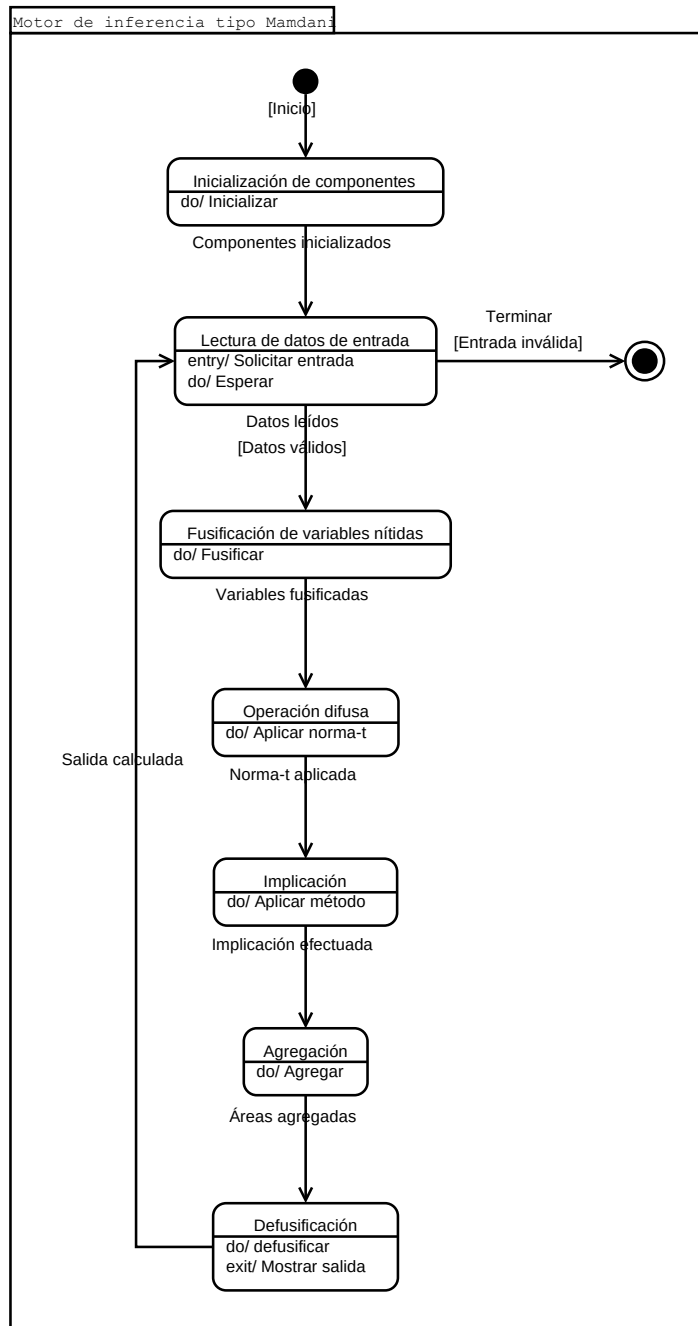 Motor de inferencia tipo Mamdani
[Inicio]
Inicialización de componentes
do/ Inicializar
Componentes inicializados
Lectura de datos de entrada
entry/ Solicitar entrada
do/ Esperar
Terminar
[Entrada inválida]
Datos leídos
[Datos válidos]
Fusificación de variables nítidas
do/ Fusificar
Variables fusificadas
Operación difusa
do/ Aplicar norma-t
Salida calculada
Norma-t aplicada
Implicación
do/ Aplicar método
Implicación efectuada
Agregación
do/ Agregar
Áreas agregadas
Defusificación
do/ defusificar
exit/ Mostrar salida